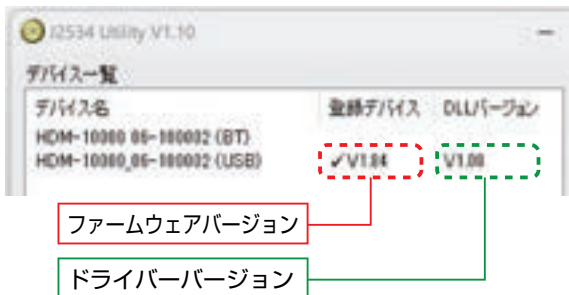 J2534 Utility V1.10
デバイス一覧
デバイス名 登録デバイス DLLバージョン
HDM-10000 06-100032 (BT)
HDM-10000_06-100032 (USB) ✓V1.04 V1.00
ファームウェアバージョン
ドライバーバージョン